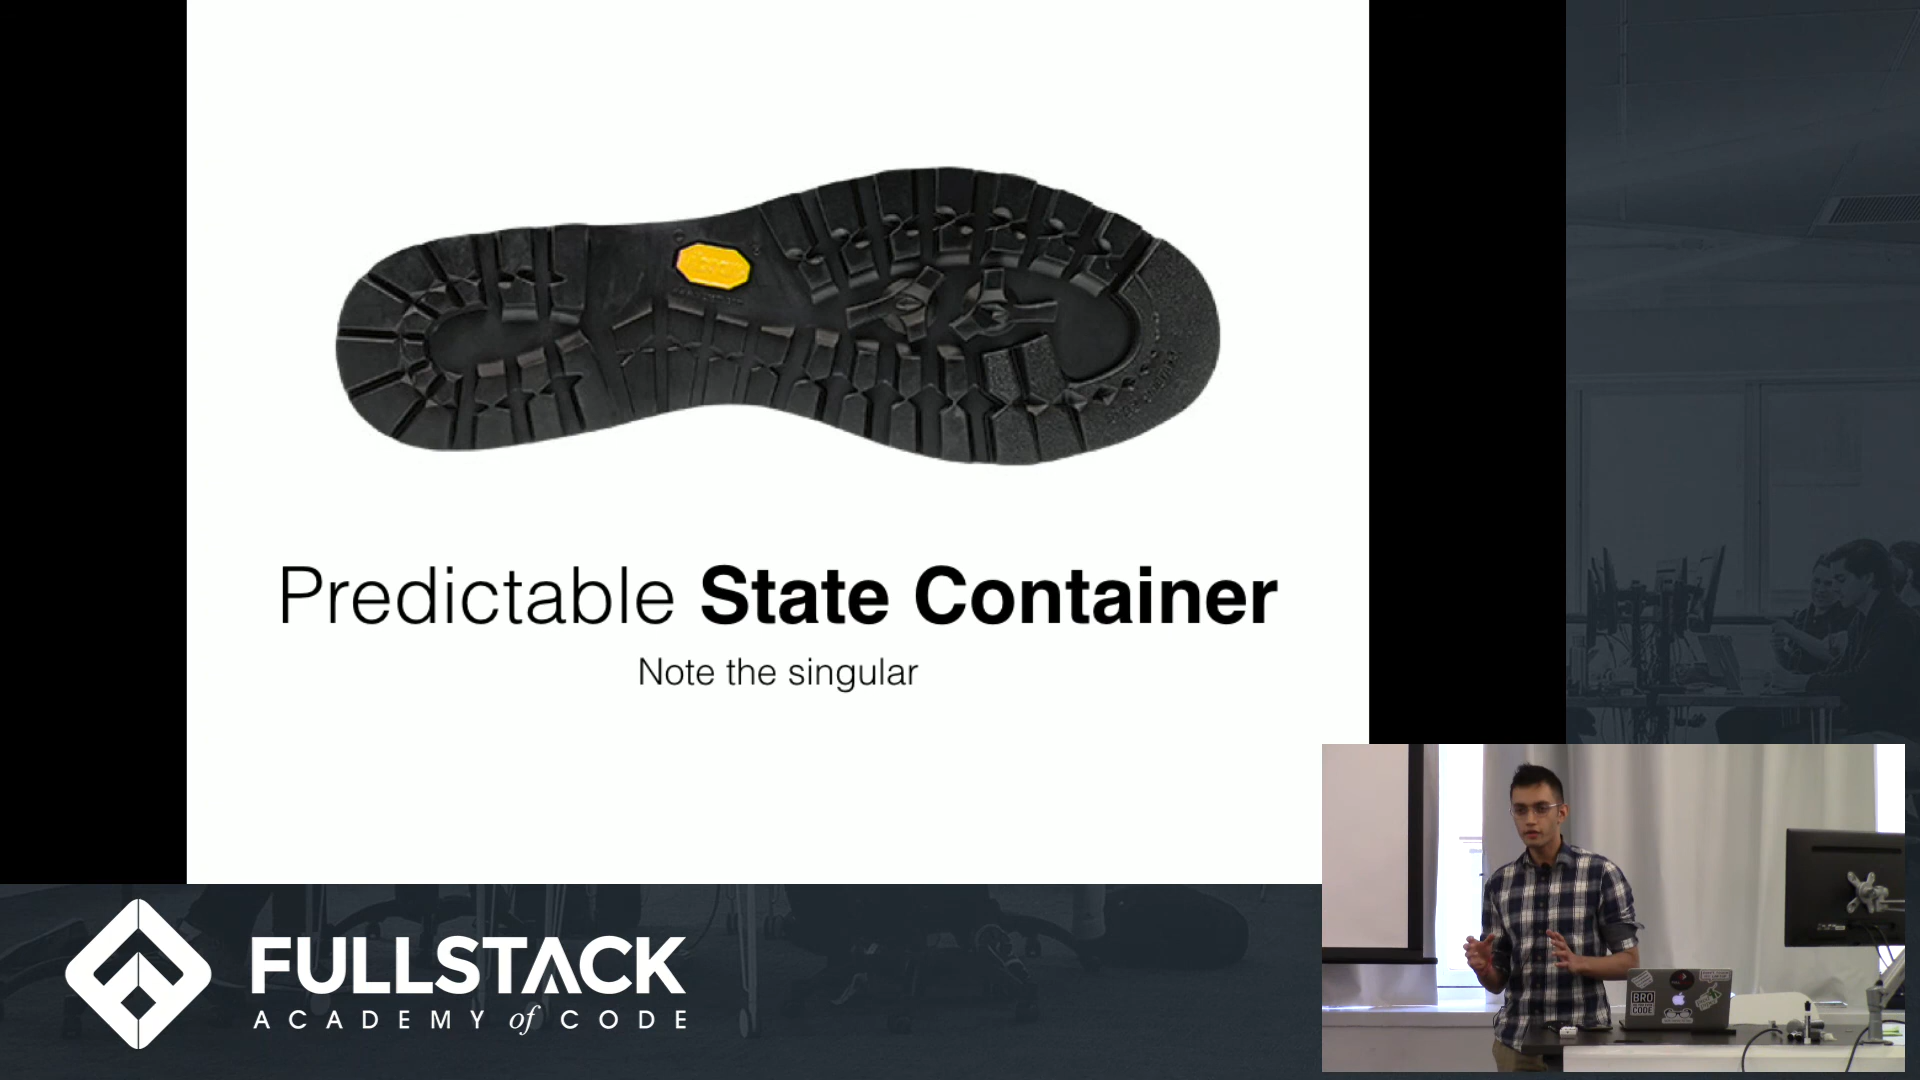 Predictable State Container
Note the singular
FULLSTACK
ACADEMY of CODE
BRO
CODE